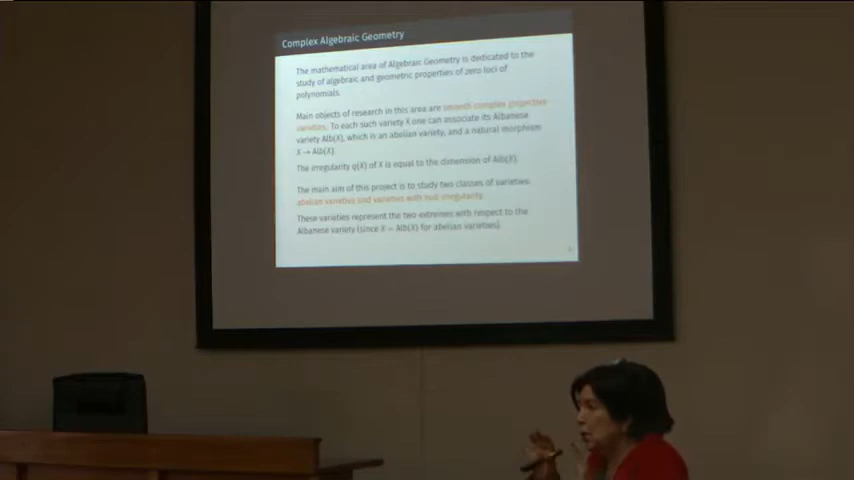 Complex Algebraic Geometry
The mathematical area of Algebraic Geometry is dedicated to the
study of algebraic and geometric properties of zero loci of
polynomials.
Main objects of research in this area are smooth complex projective
varieties. To each such variety X one can associate its Albanese
variety Alb(X), which is an abelian variety, and a natural morphism
X → Alb(X).
The irregularity q(X) of X is equal to the dimension of Alb(X).
The main aim of this project is to study two classes of varieties:
abelian varieties and varieties with null irregularity.
These varieties represent the two extremes with respect to the
Albanese variety (since X = Alb(X) for abelian varieties).